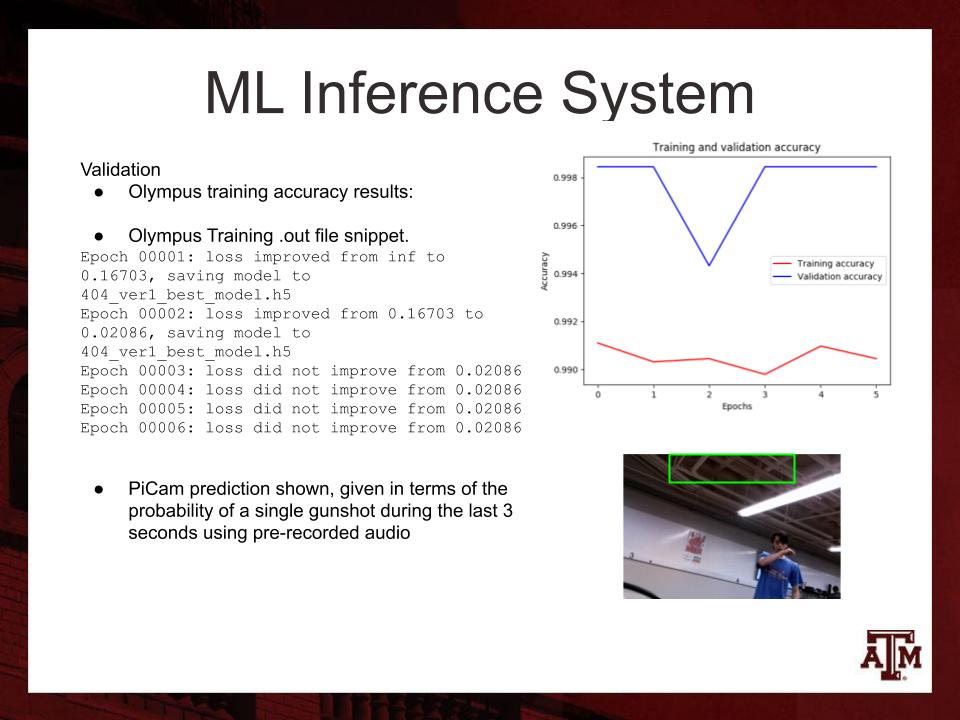 ML Inference System
Validation
● Olympus training accuracy results:
● Olympus Training .out file snippet.
Epoch 00001: loss improved from inf to
0.16703, saving model to
404_ver1_best_model.h5
Epoch 00002: loss improved from 0.16703 to
0.02086, saving model to
404_ver1_best_model.h5
Epoch 00003: loss did not improve from 0.02086
Epoch 00004: loss did not improve from 0.02086
Epoch 00005: loss did not improve from 0.02086
Epoch 00006: loss did not improve from 0.02086
● PiCam prediction shown, given in terms of the
probability of a single gunshot during the last 3
seconds using pre-recorded audio
Training and validation accuracy
0.998
0.996
0.994
0.992
0.990
Accuracy
Training accuracy
Validation accuracy
0 1 2 3 4 5
Epochs
ATM